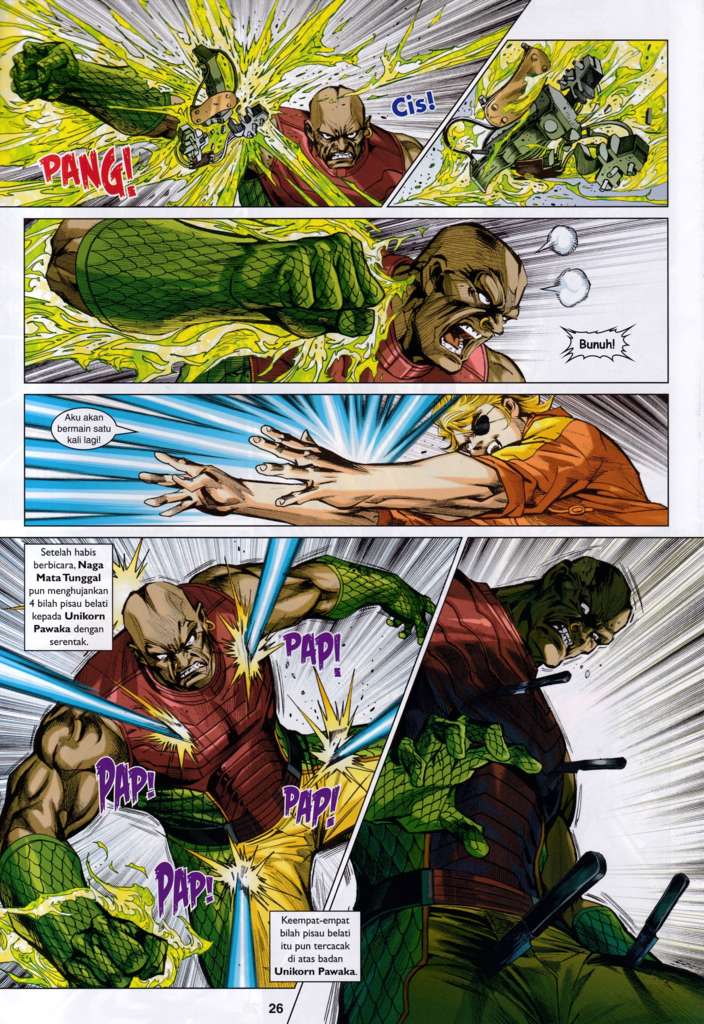 Cis!
PANG!
Bunuh!
Aku akan
bermain satu
kali lagi!
Setelah habis
berbicara, Naga
Mata Tunggal
pun menghujankan
4 bilah pisau belati
kepada Unikorn
Pawaka dengan
serentak.
PAP!
PAP!
PAP!
PAP!
Keempat-empat
bilah pisau belati
itu pun tercacak
di atas badan
Unikorn Pawaka.
26